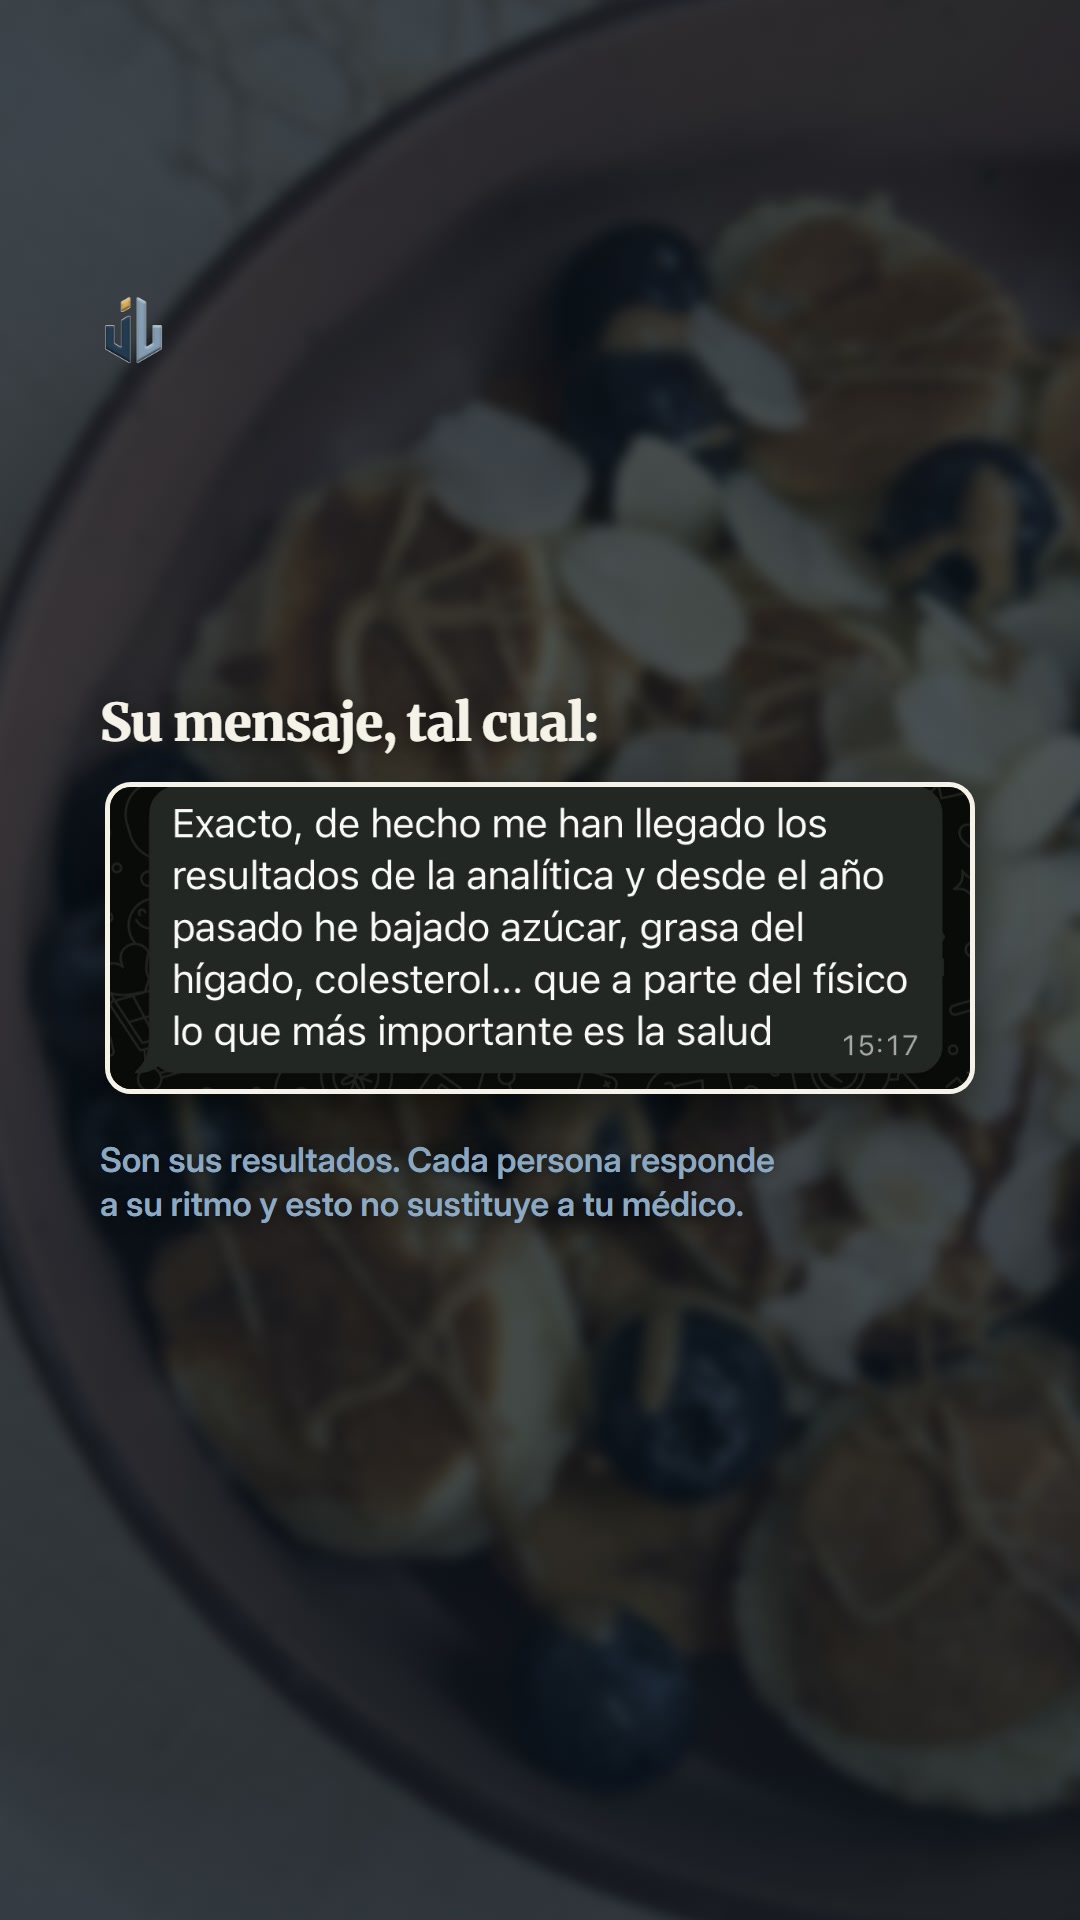 Su mensaje, tal cual:
Exacto, de hecho me han llegado los
resultados de la analítica y desde el año
pasado he bajado azúcar, grasa del
hígado, colesterol... que a parte del físico
lo que más importante es la salud
15:17
Son sus resultados. Cada persona responde
a su ritmo y esto no sustituye a tu médico.